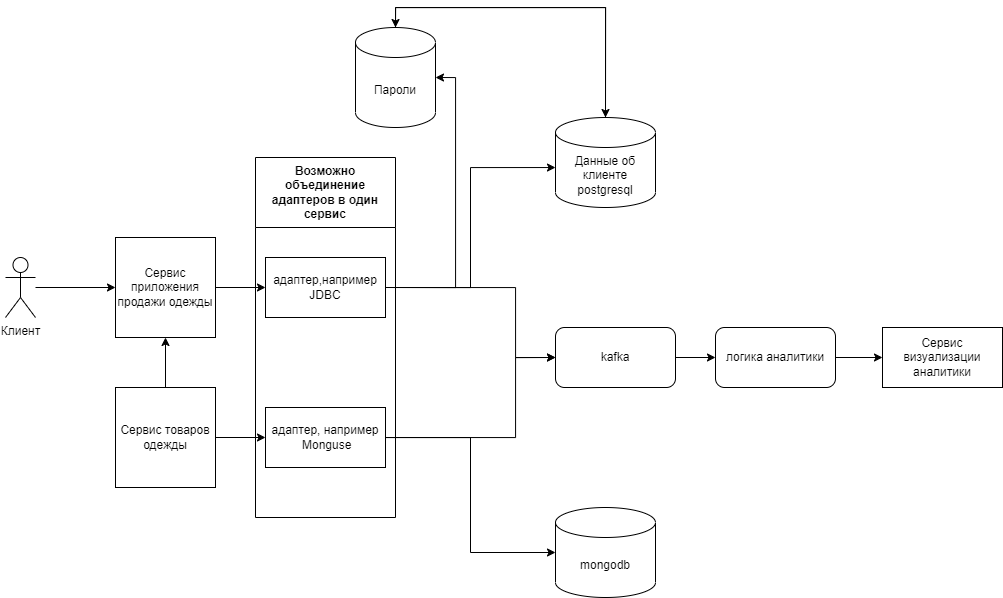 Пароли
Данные об
клиенте
postgresql
Возможно
объединение
адаптеров в один
сервис
Сервис
приложения
продажи одежды
адаптер,например
JDBC
Клиент
kafka
логика аналитики
Сервис
визуализации
аналитики
Сервис товаров
одежды
адаптер, например
Monguse
mongodb